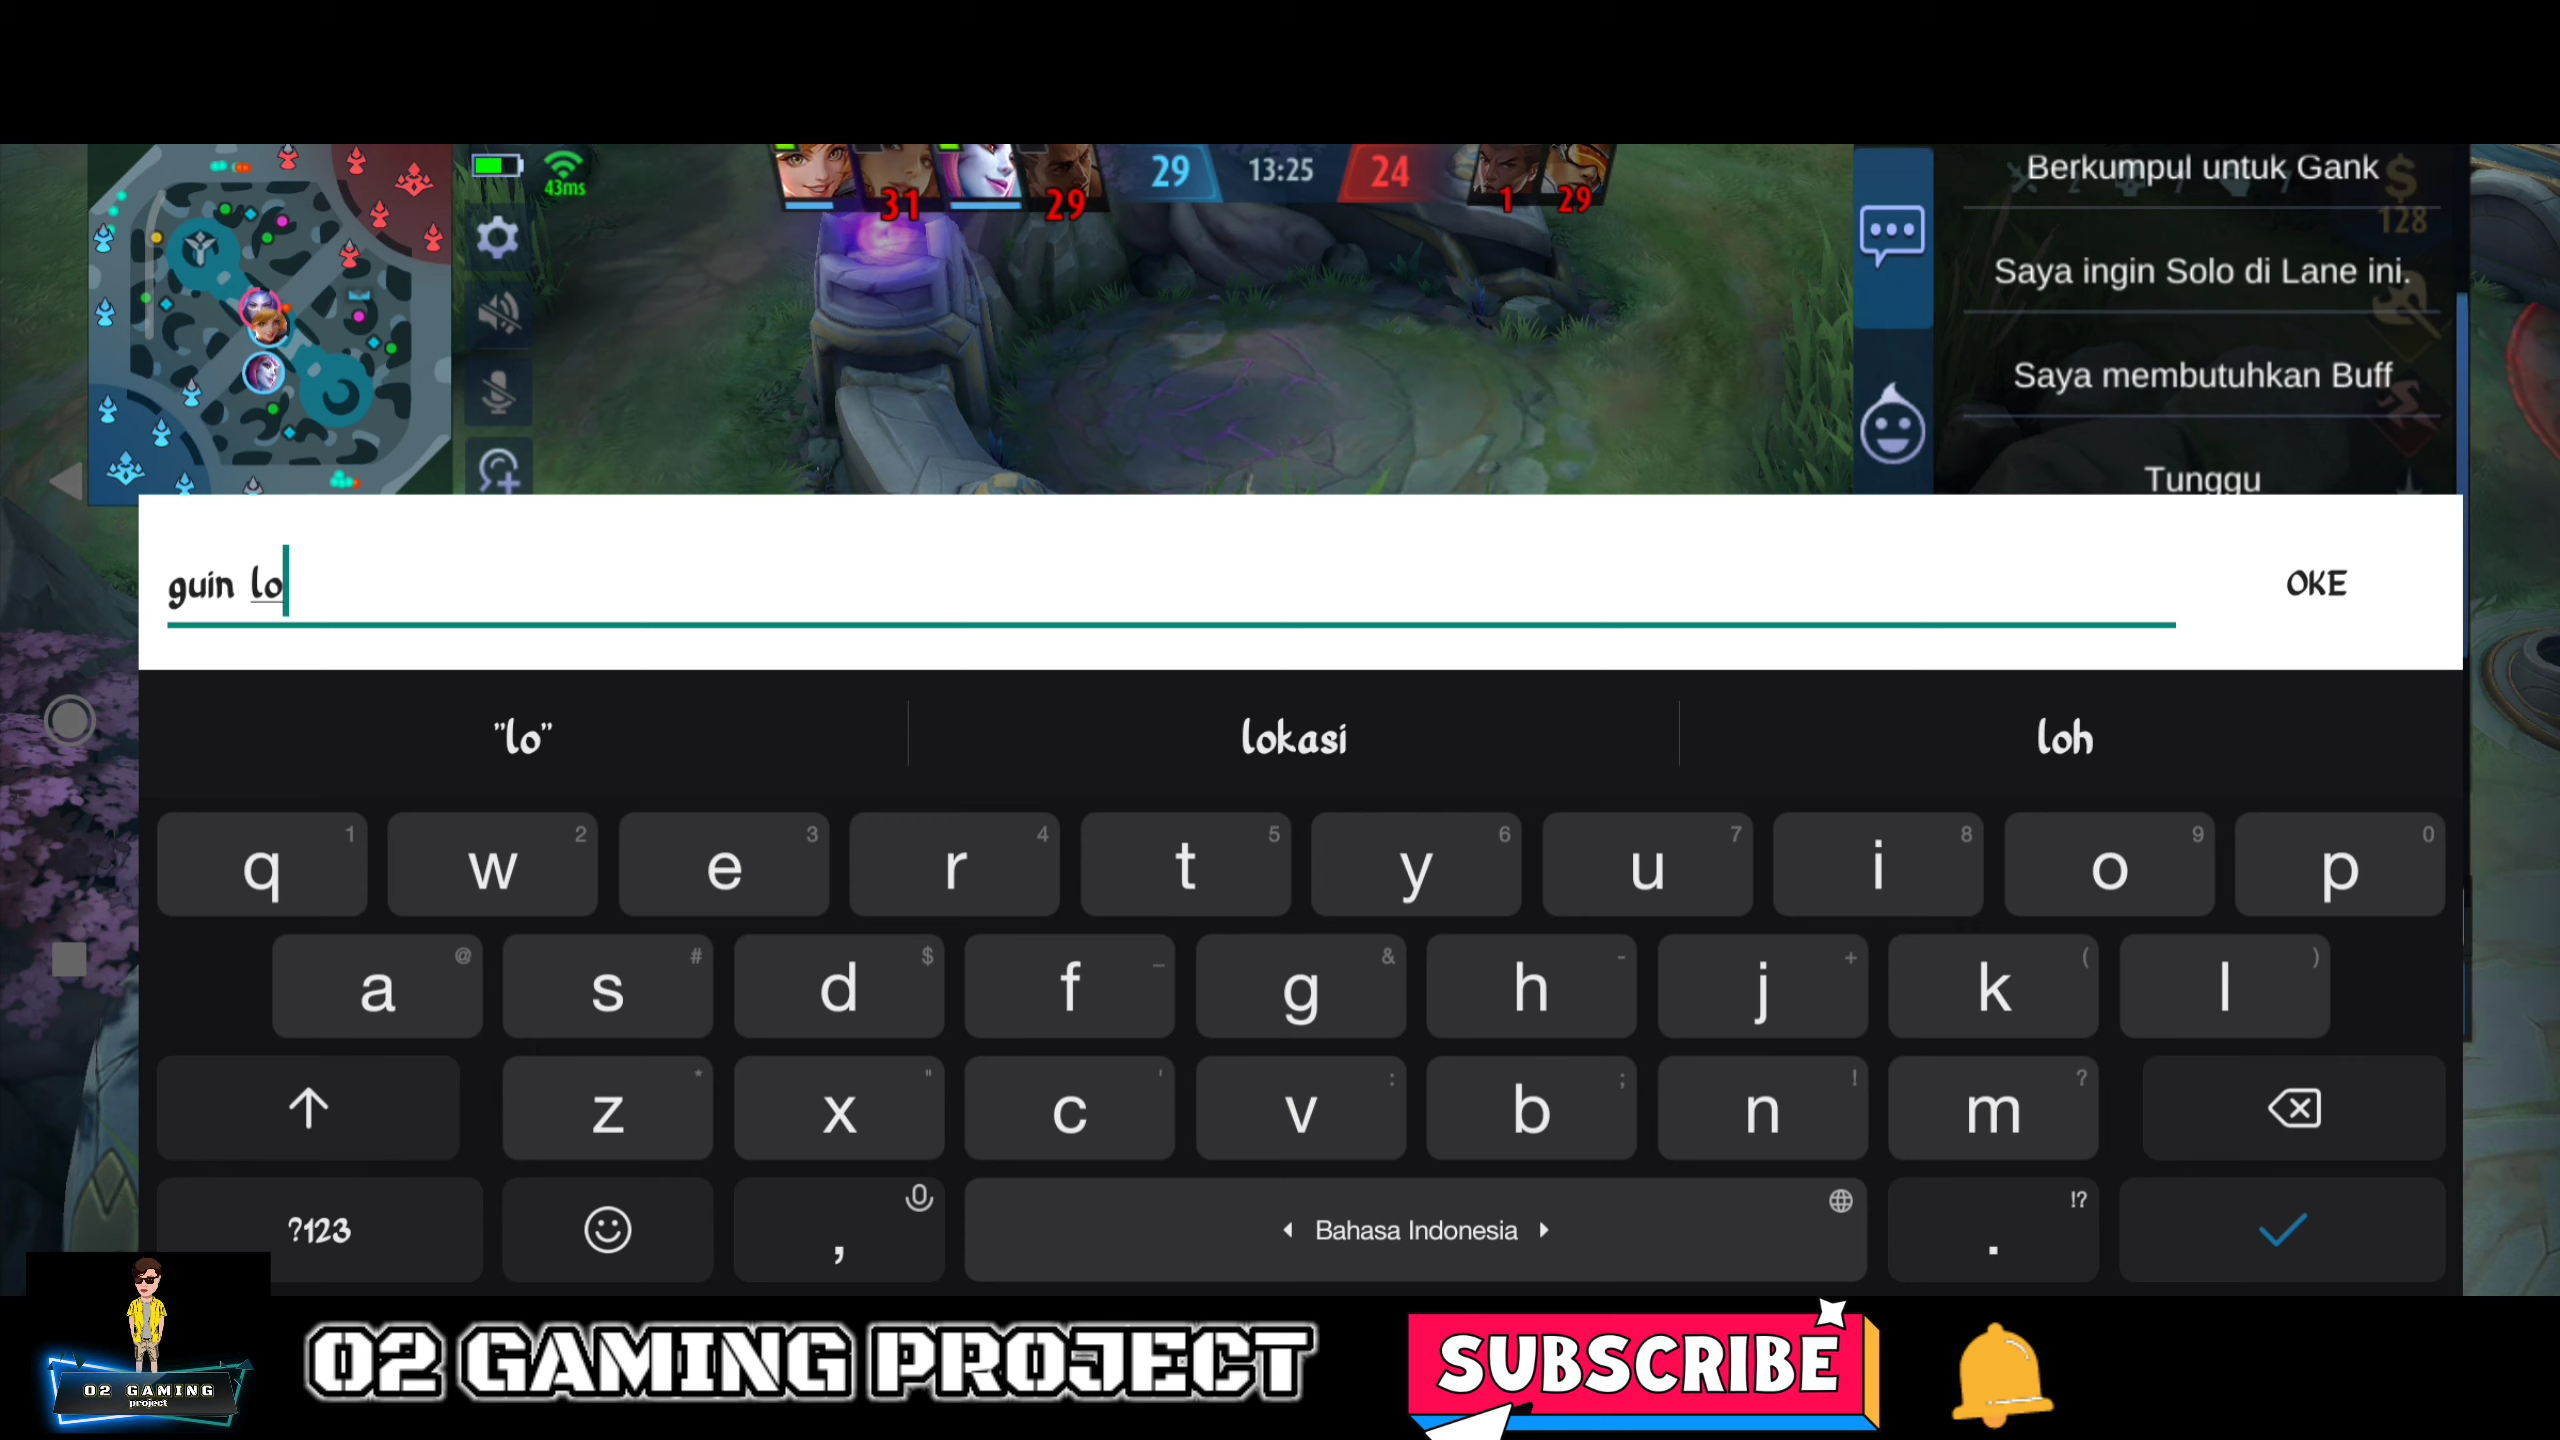 43ms
31
29
29
13:25
24
1
29
Berkumpul untuk Gank
128
Saya ingin Solo di Lane ini.
Saya membutuhkan Buff
Tunggu
guin lo
OKE
"lo"
lokasi
loh
q 1 w 2 e 3 r 4 t 5 y 6 u 7 i 8 o 9 p 0
a @ s # d $ f _ g & h - j + k ( l )
z * x " c ' v : b ; n ! m ?
?123
,
Bahasa Indonesia
. !?
02 GAMING
project
02 GAMING PROJECT
SUBSCRIBE